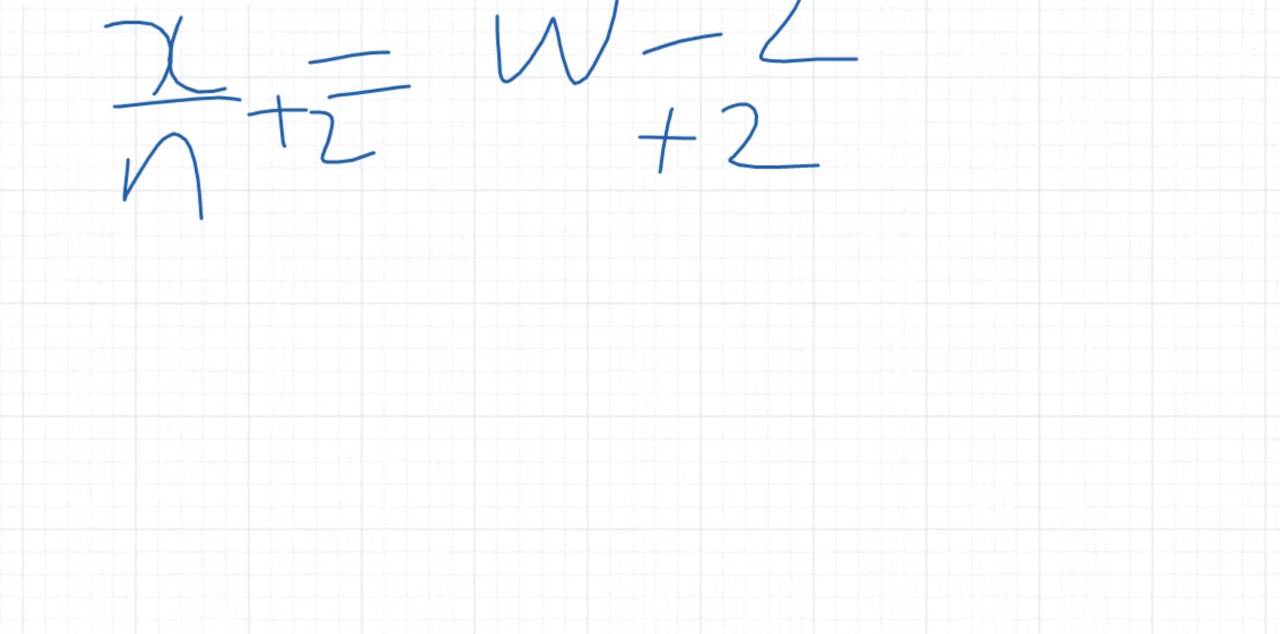 x/n = W - 2
+2 +2